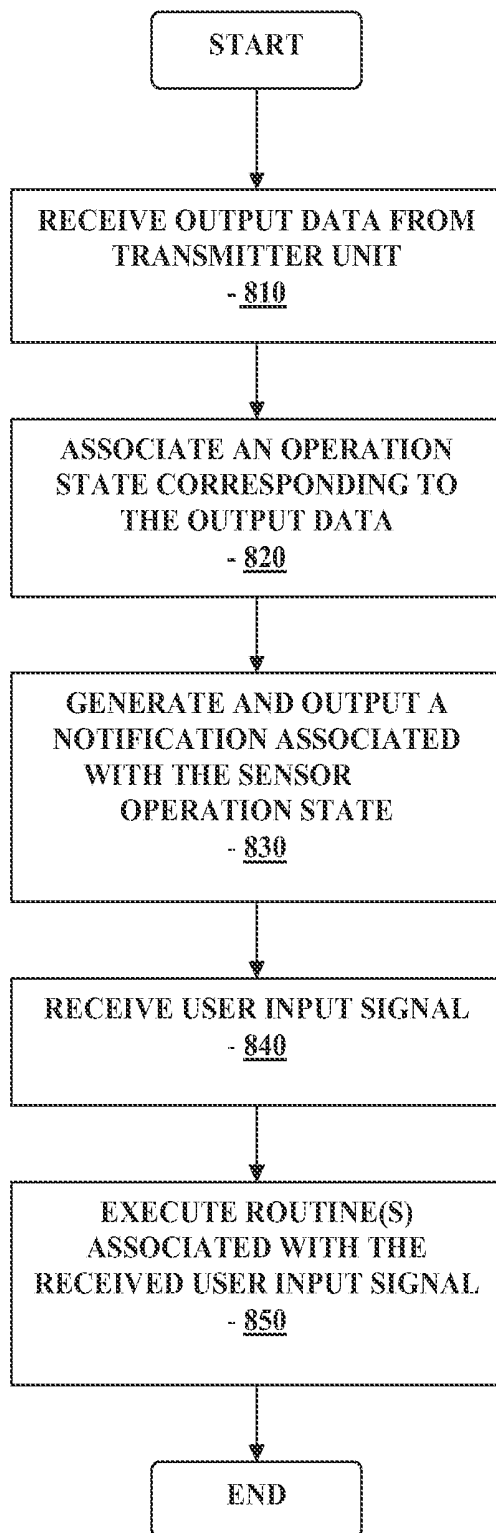 START
RECEIVE OUTPUT DATA FROM
TRANSMITTER UNIT
- 810
ASSOCIATE AN OPERATION
STATE CORRESPONDING TO
THE OUTPUT DATA
- 820
GENERATE AND OUTPUT A
NOTIFICATION ASSOCIATED
WITH THE SENSOR
OPERATION STATE
- 830
RECEIVE USER INPUT SIGNAL
- 840
EXECUTE ROUTINE(S)
ASSOCIATED WITH THE
RECEIVED USER INPUT SIGNAL
- 850
END